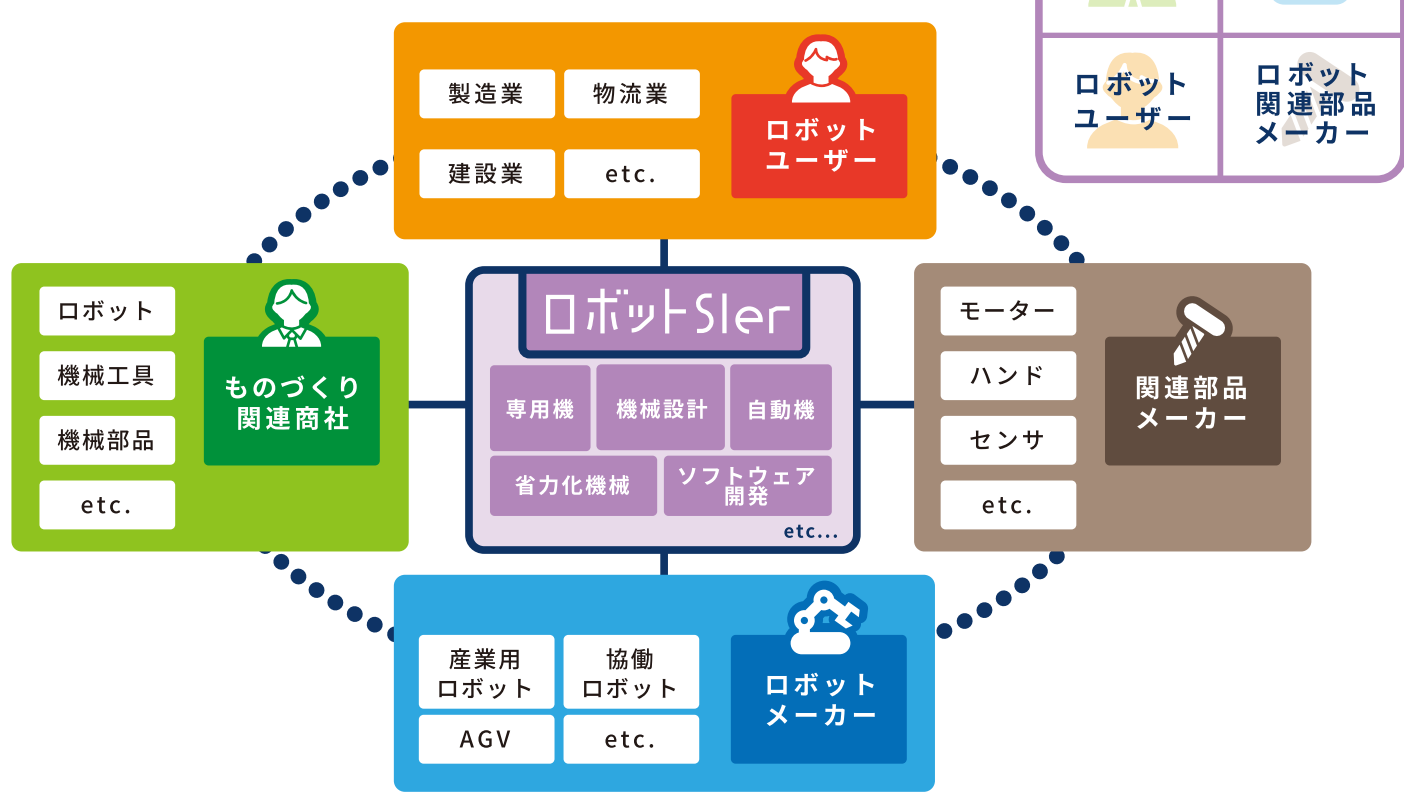 製造業
物流業
建設業
etc.
ロボット
ユーザー
ロボット
ユーザー
ロボット
関連部品
メーカー
ロボット
機械工具
機械部品
etc.
ものづくり
関連商社
ロボットSIer
専用機
機械設計
自動機
省力化機械
ソフトウェア
開発
etc...
モーター
ハンド
センサ
etc.
関連部品
メーカー
産業用
ロボット
協働
ロボット
AGV
etc.
ロボット
メーカー